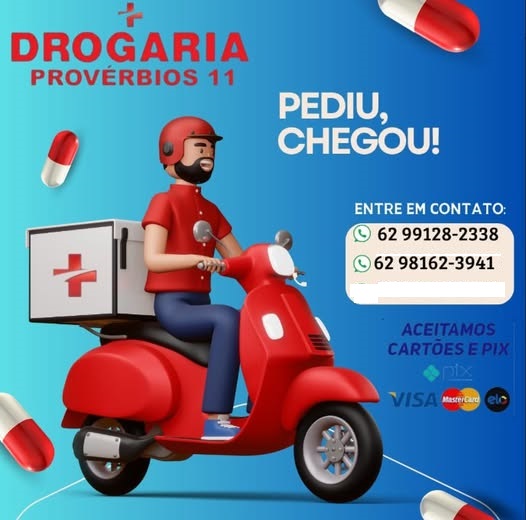 DROGARIA
PROVÉRBIOS 11
PEDIU,
CHEGOU!
ENTRE EM CONTATO:
62 99128-2338
62 98162-3941
ACEITAMOS
CARTÕES E PIX
pix
VISA MasterCard elo